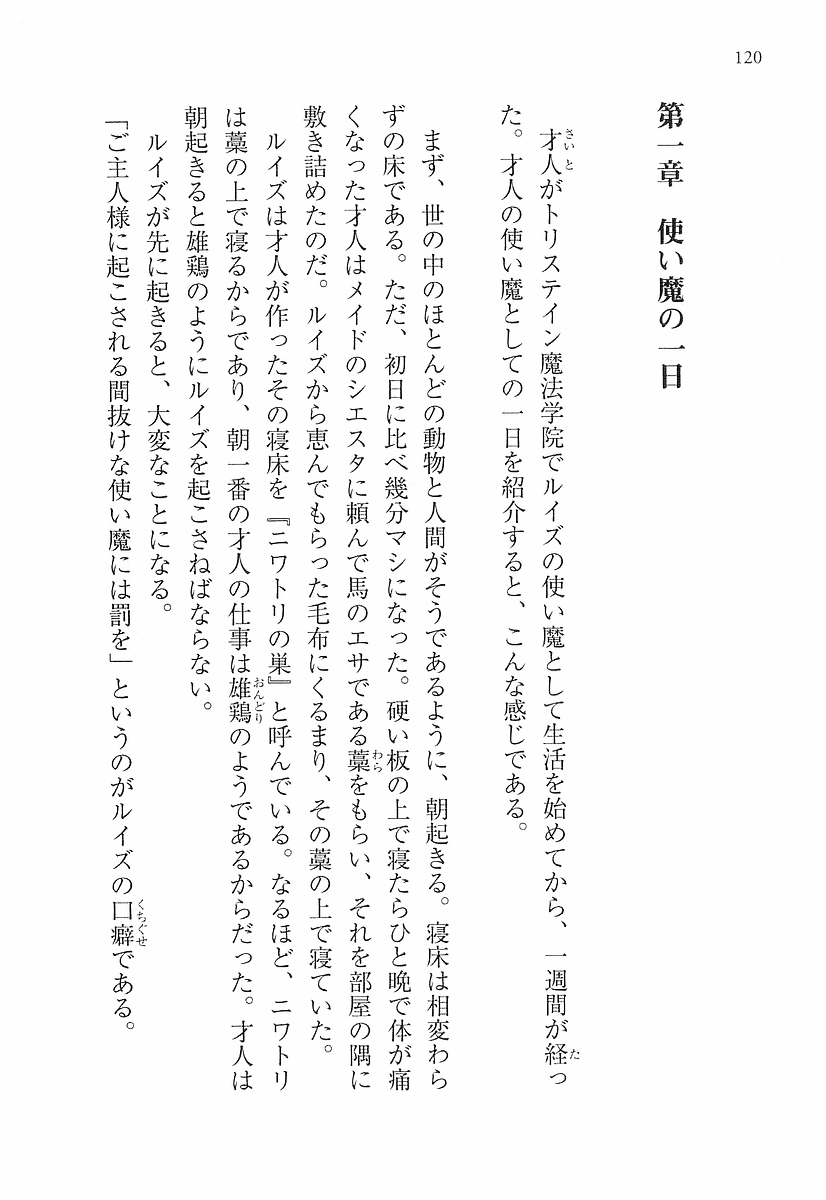 120
第一章　使い魔の一日
　才人がトリステイン魔法学院でルイズの使い魔として生活を始めてから、一週間が経っ
た。才人の使い魔としての一日を紹介すると、こんな感じである。
　まず、世の中のほとんどの動物と人間がそうであるように、朝起きる。寝床は相変わら
ずの床である。ただ、初日に比べ幾分マシになった。硬い板の上で寝たらひと晩で体が痛
くなった才人はメイドのシエスタに頼んで馬のエサである藁をもらい、それを部屋の隅に
敷き詰めたのだ。ルイズから恵んでもらった毛布にくるまり、その藁の上で寝ていた。
　ルイズは才人が作ったその寝床を『ニワトリの巣』と呼んでいる。なるほど、ニワトリ
は藁の上で寝るからであり、朝一番の才人の仕事は雄鶏のようであるからだった。才人は
朝起きると雄鶏のようにルイズを起こさねばならない。
　ルイズが先に起きると、大変なことになる。
「ご主人様に起こされる間抜けな使い魔には罰を」というのがルイズの口癖である。